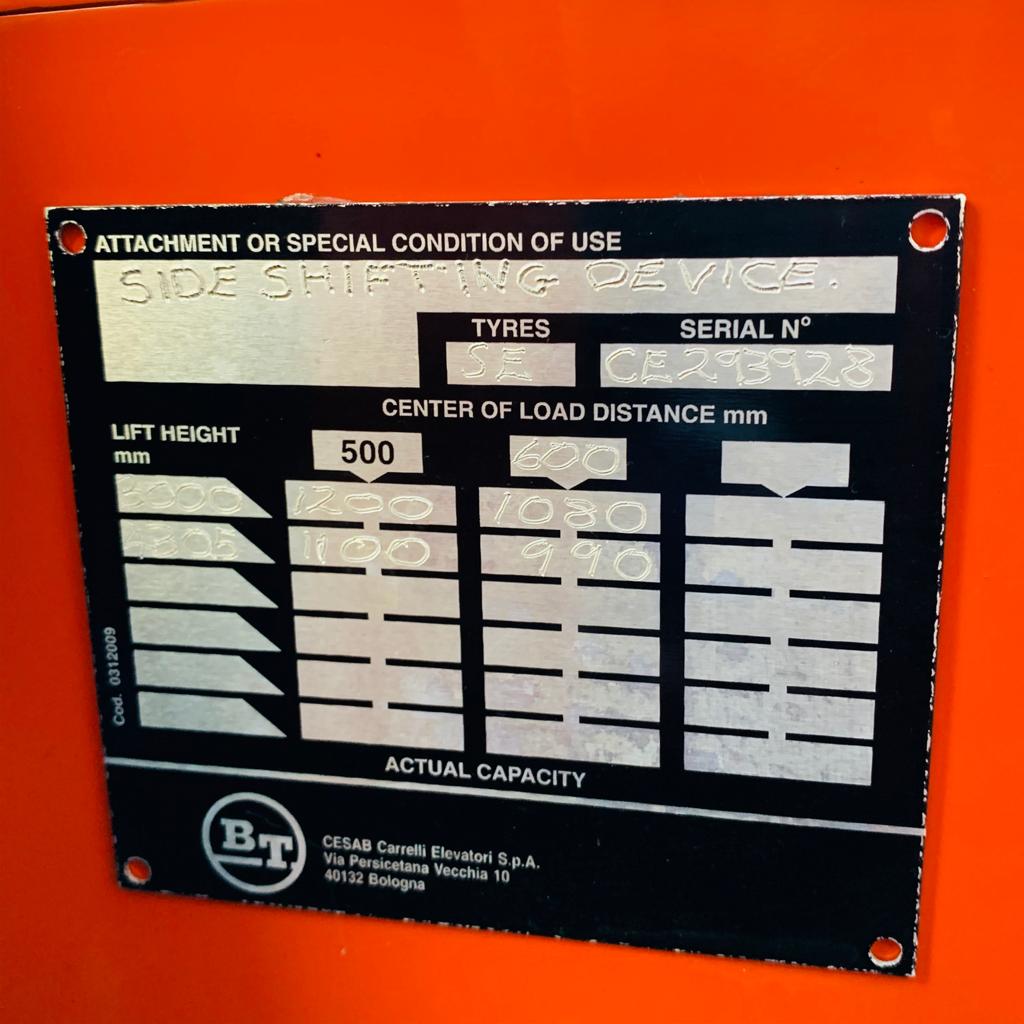 ATTACHMENT OR SPECIAL CONDITION OF USE
SIDE SHIFTING DEVICE.
TYRES SERIAL N°
SE CE293928
CENTER OF LOAD DISTANCE mm
LIFT HEIGHT
mm
500 600
1200 1080
1100 990
Cod. 0312009
ACTUAL CAPACITY
BT
CESAB Carrelli Elevatori S.p.A.
Via Persicetana Vecchia 10
40132 Bologna